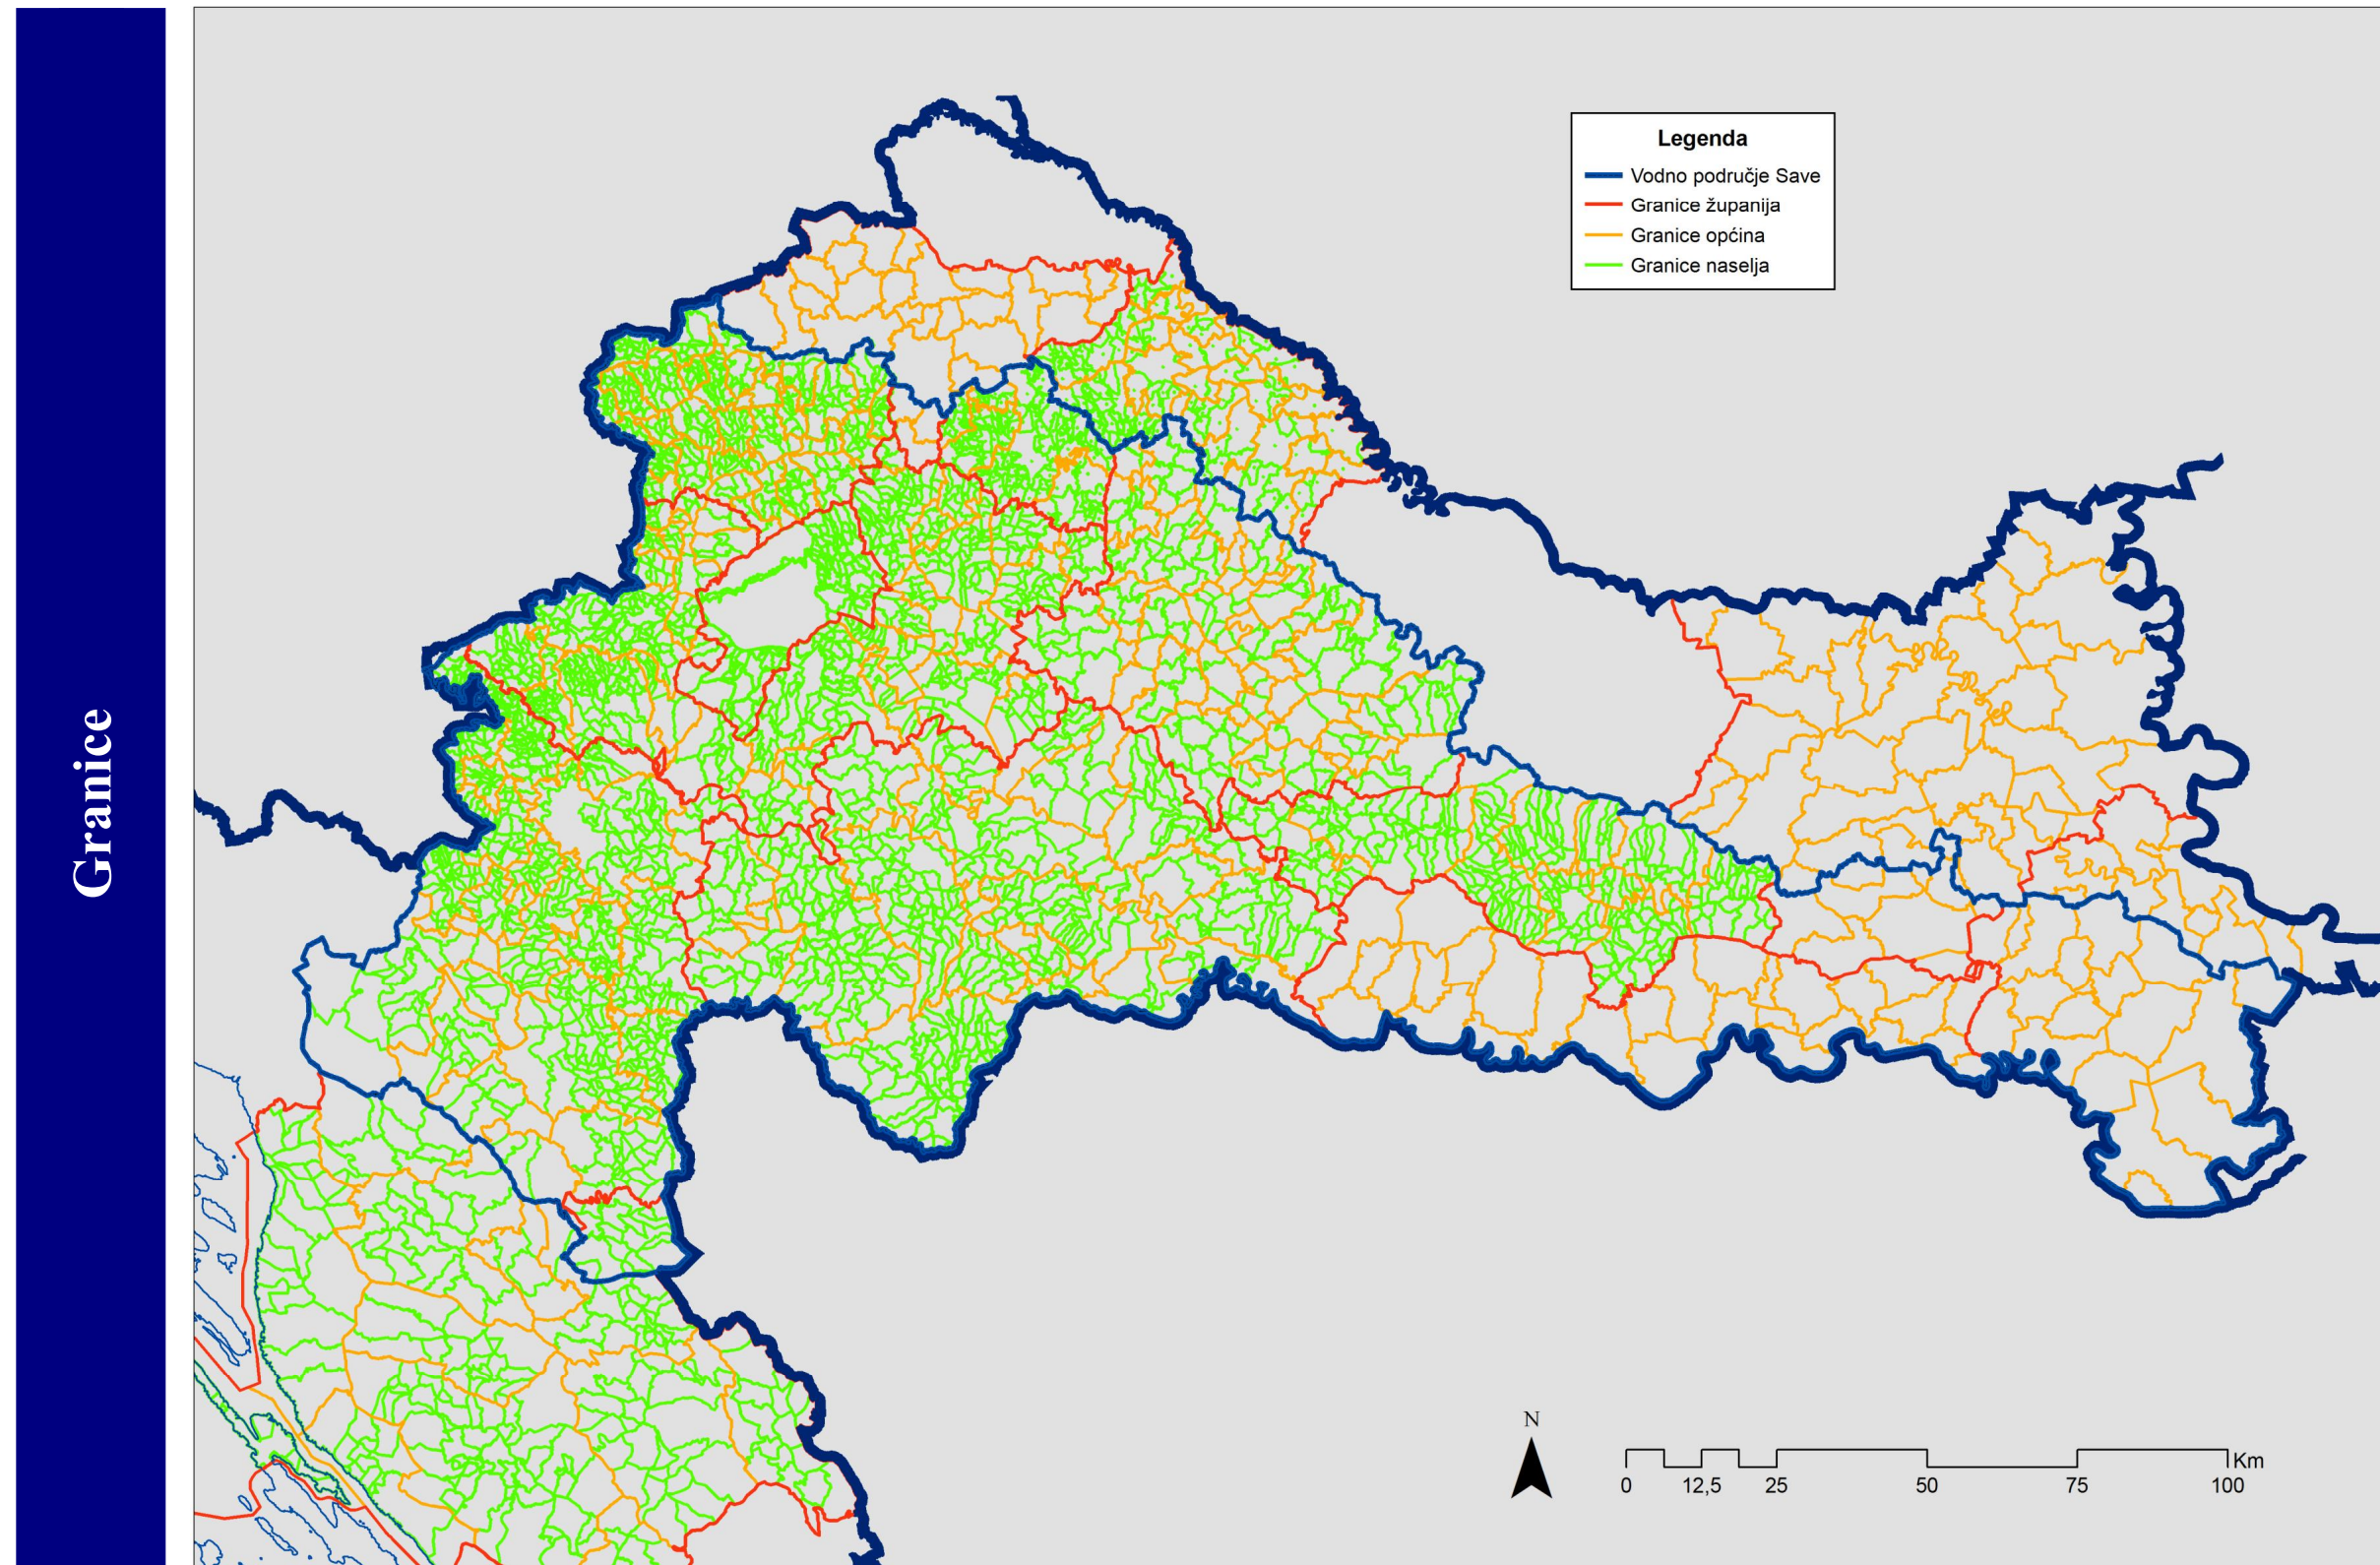 Granice
Legenda
Vodno područje Save
Granice županija
Granice općina
Granice naselja
N
0 12,5 25 50 75 100 Km